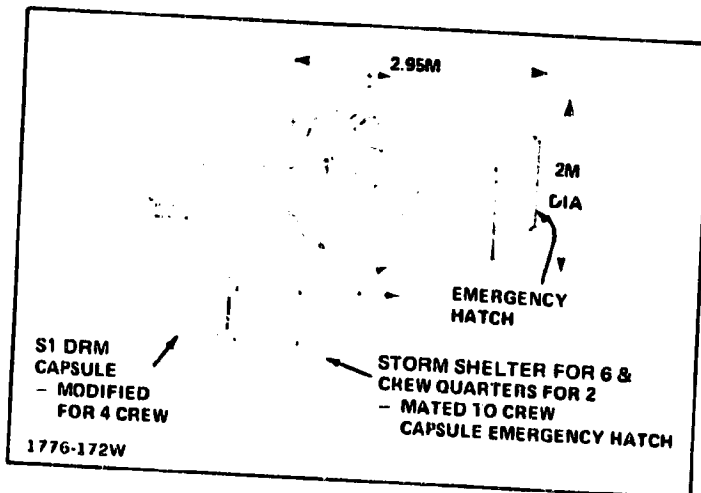 2.95M
2M
DIA
EMERGENCY
HATCH
S1 DRM
CAPSULE
– MODIFIED
FOR 4 CREW
STORM SHELTER FOR 6 &
CREW QUARTERS FOR 2
– MATED TO CREW
CAPSULE EMERGENCY HATCH
1776-172W